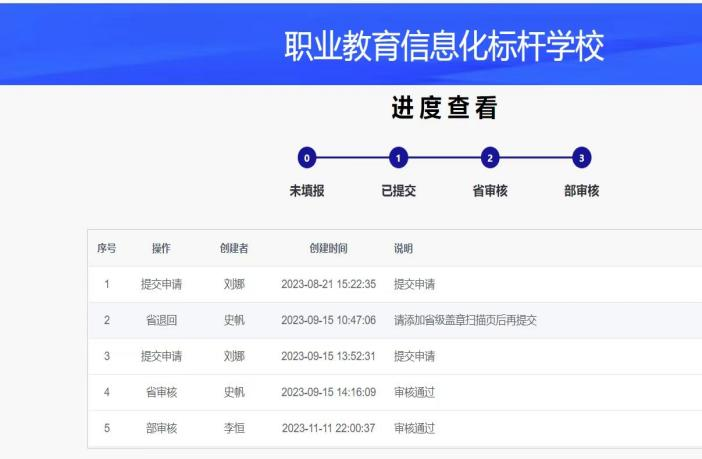 职业教育信息化标杆学校
进度查看
0 1 2 3
未填报 已提交 省审核 部审核
序号 操作 创建者 创建时间 说明
1 提交申请 刘娜 2023-08-21 15:22:35 提交申请
2 省退回 史帆 2023-09-15 10:47:06 请添加省级盖章扫描页后再提交
3 提交申请 刘娜 2023-09-15 13:52:31 提交申请
4 省审核 史帆 2023-09-15 14:16:09 审核通过
5 部审核 李恒 2023-11-11 22:00:37 审核通过